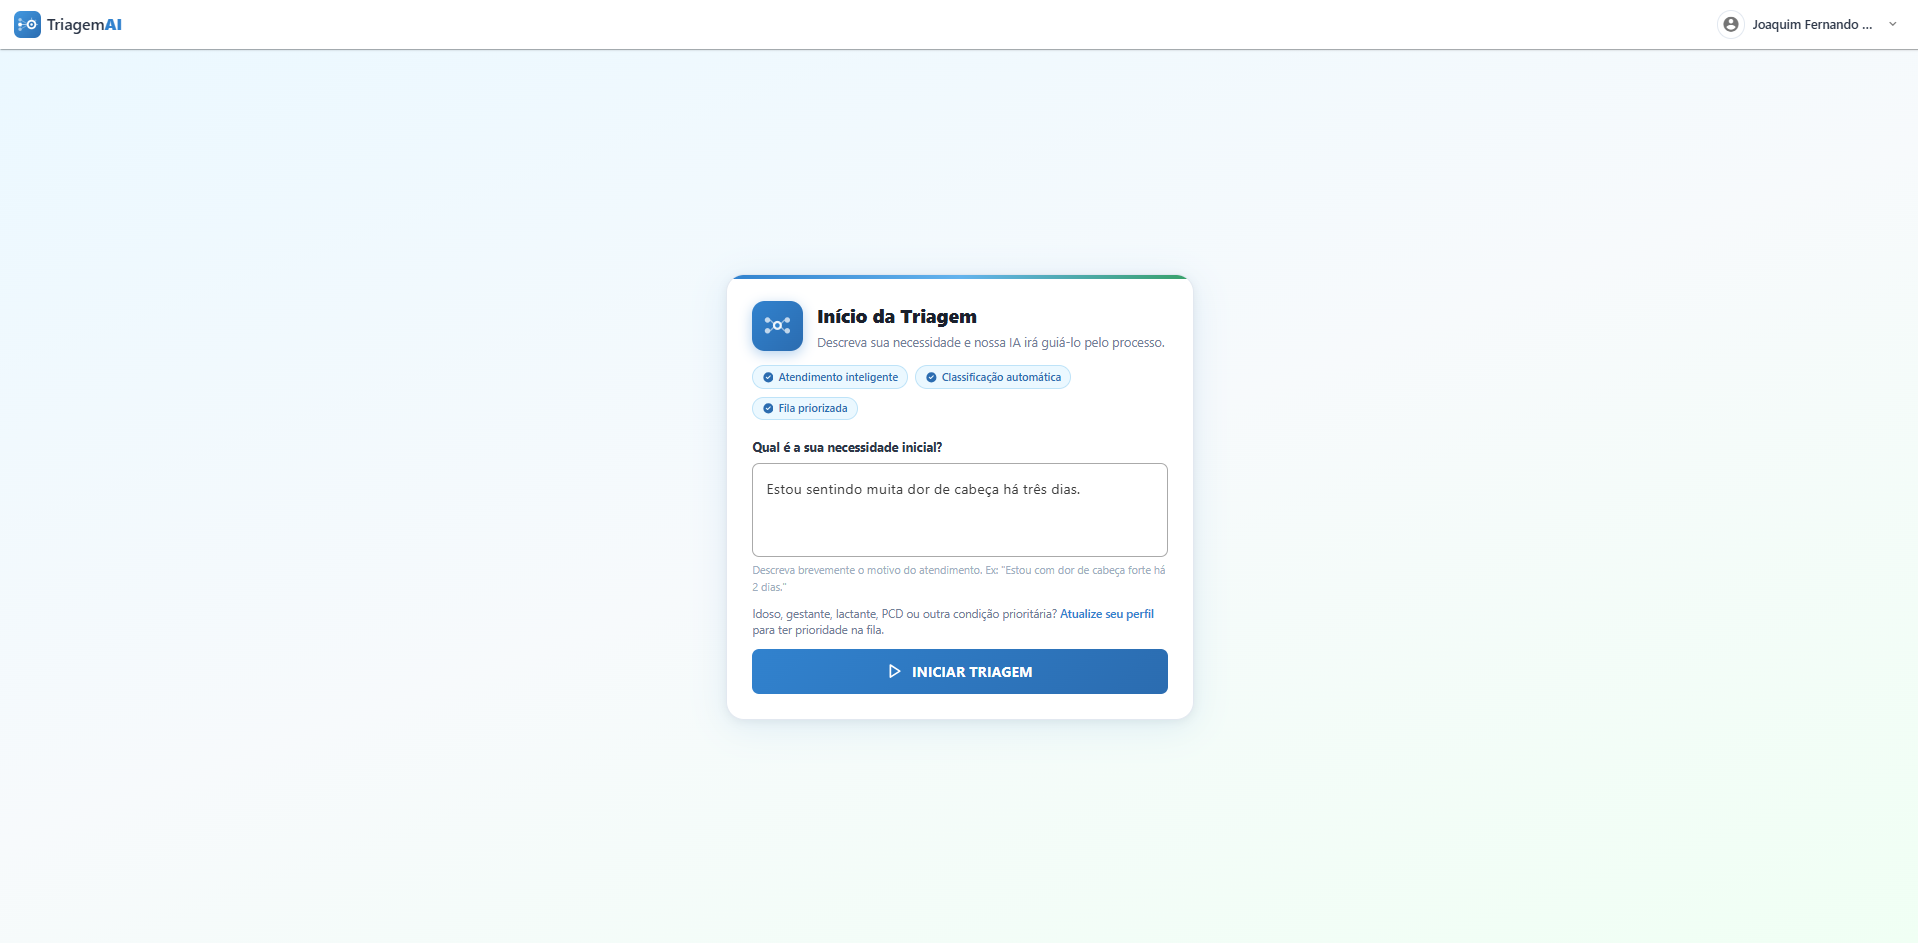 TriagemAI
Joaquim Fernando ...
Início da Triagem
Descreva sua necessidade e nossa IA irá guiá-lo pelo processo.
Atendimento inteligente
Classificação automática
Fila priorizada
Qual é a sua necessidade inicial?
Estou sentindo muita dor de cabeça há três dias.
Descreva brevemente o motivo do atendimento. Ex: "Estou com dor de cabeça forte há
2 dias."
Idoso, gestante, lactante, PCD ou outra condição prioritária? Atualize seu perfil
para ter prioridade na fila.
INICIAR TRIAGEM